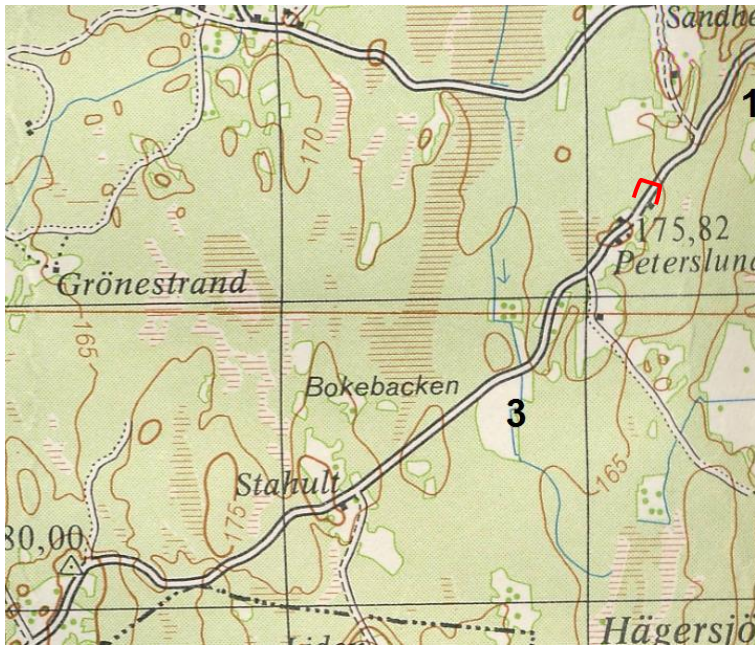 Sandhe
1
170
175,82
Peterslund
Grönestrand
165
Bokebacken
3
Stahult
165
175
80,00
Hägersjö